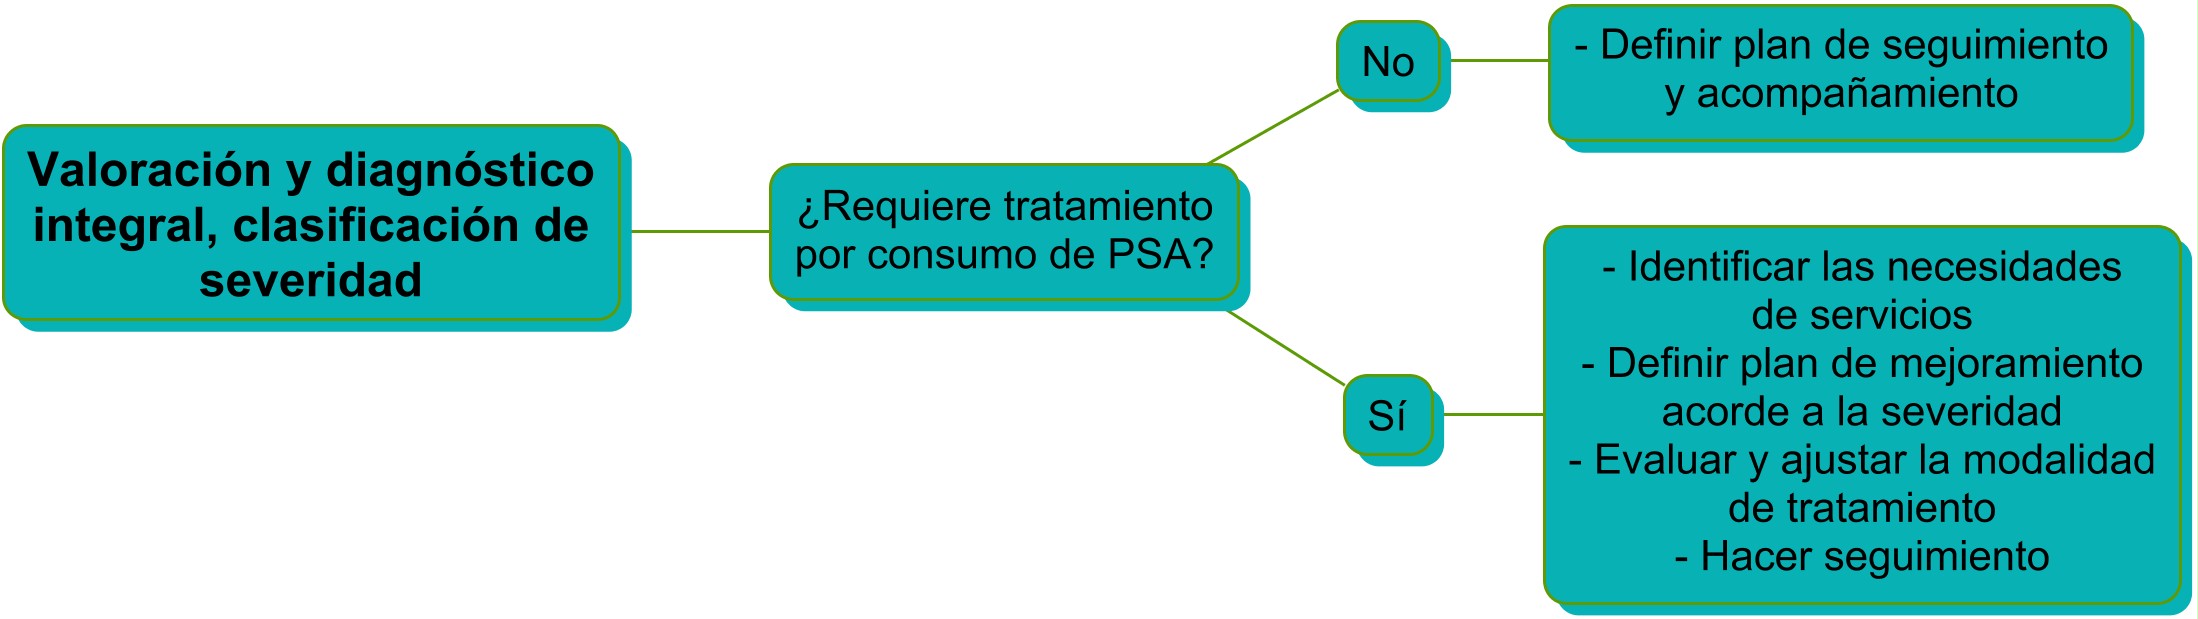 Valoración y diagnóstico
integral, clasificación de
severidad
¿Requiere tratamiento
por consumo de PSA?
No
- Definir plan de seguimiento
y acompañamiento
Sí
- Identificar las necesidades
de servicios
- Definir plan de mejoramiento
acorde a la severidad
- Evaluar y ajustar la modalidad
de tratamiento
- Hacer seguimiento